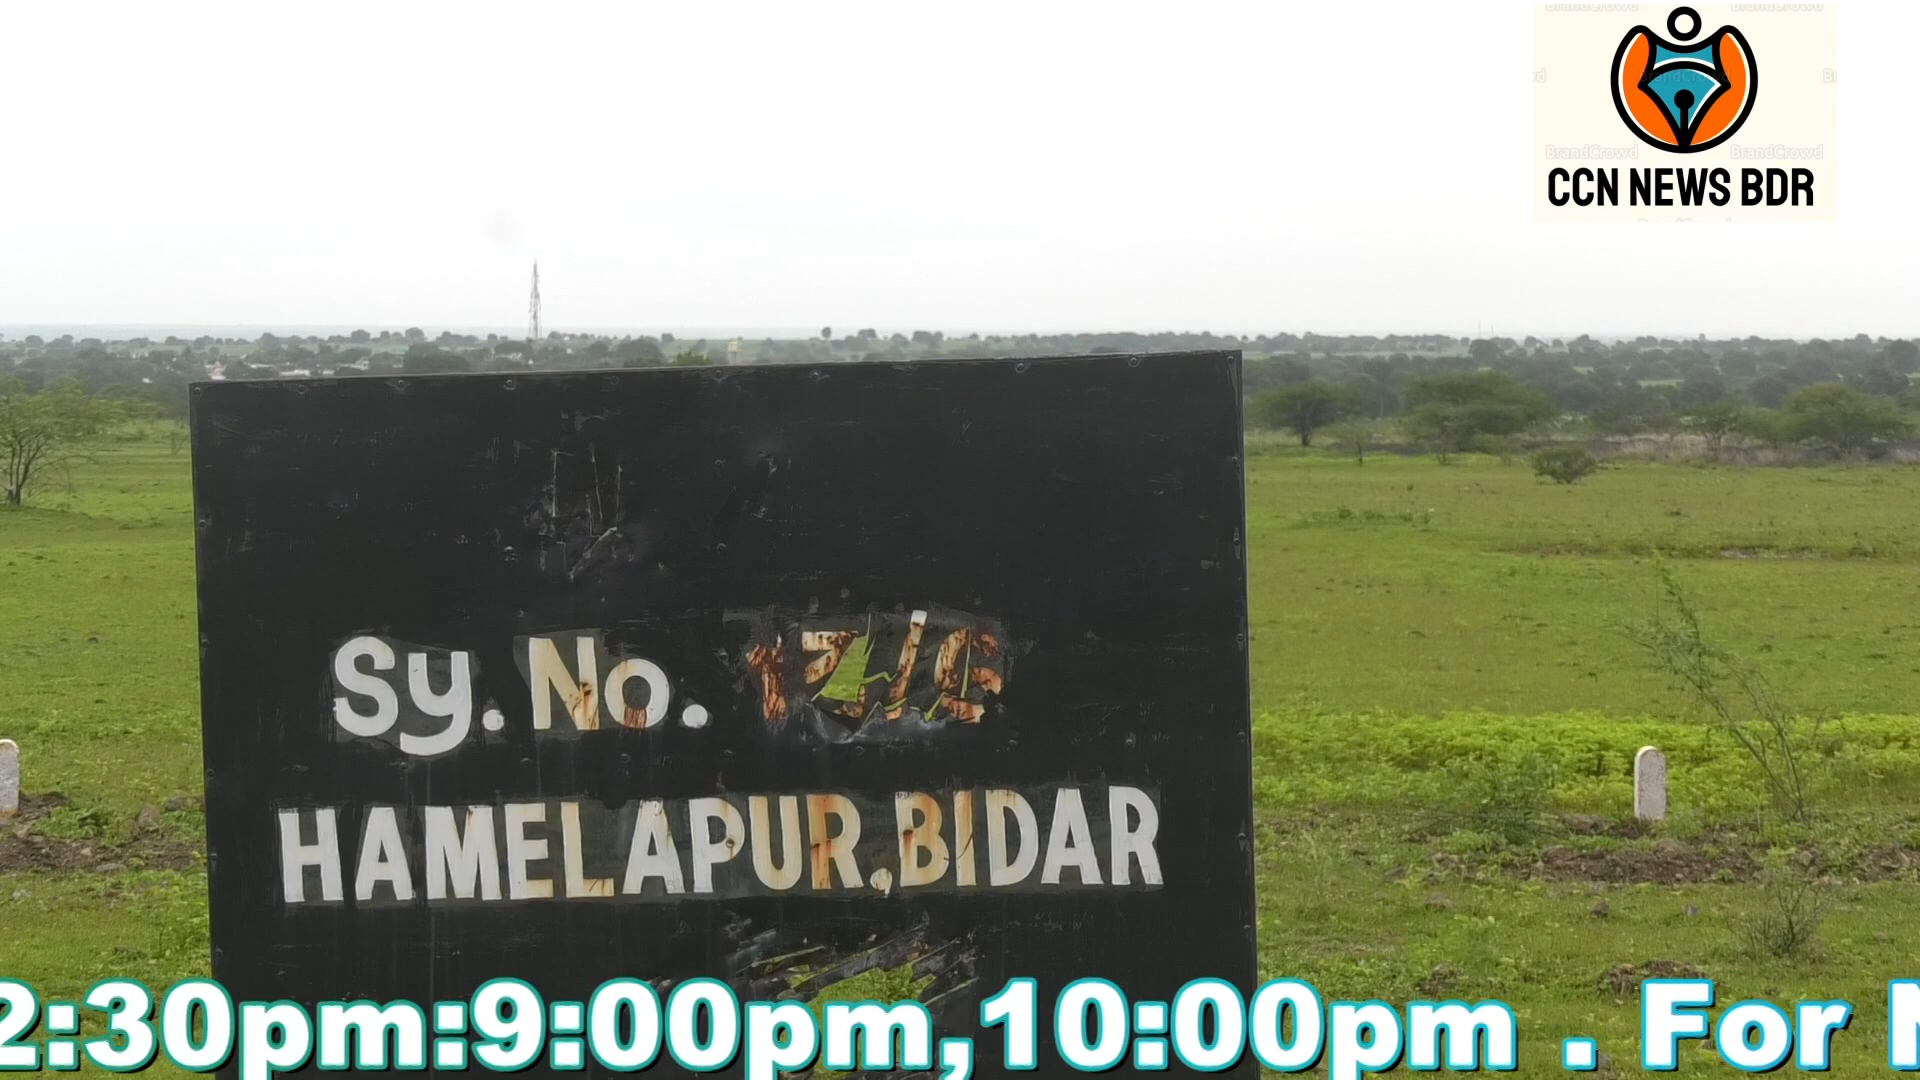 CCN NEWS BDR
Sy. No.
HAMELAPUR, BIDAR
2:30pm:9:00pm,10:00pm . For